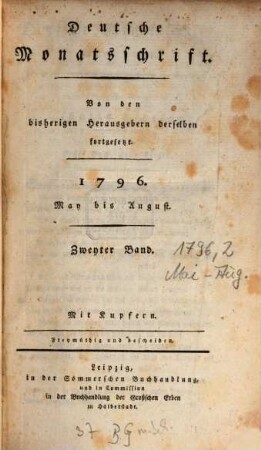 Deutsche
Monatsschrift.
Von den
bisherigen Herausgebern derselben
fortgesetzt.
1796.
May bis August.
Zweyter Band.
1796,2
Mai-Aug.
Mit Kupfern.
Freymüthig und bescheiden.
Leipzig,
in der Sommerschen Buchhandlung,
und in Commission
in der Buchhandlung der Großschen Erben
in Halberstadt.
37